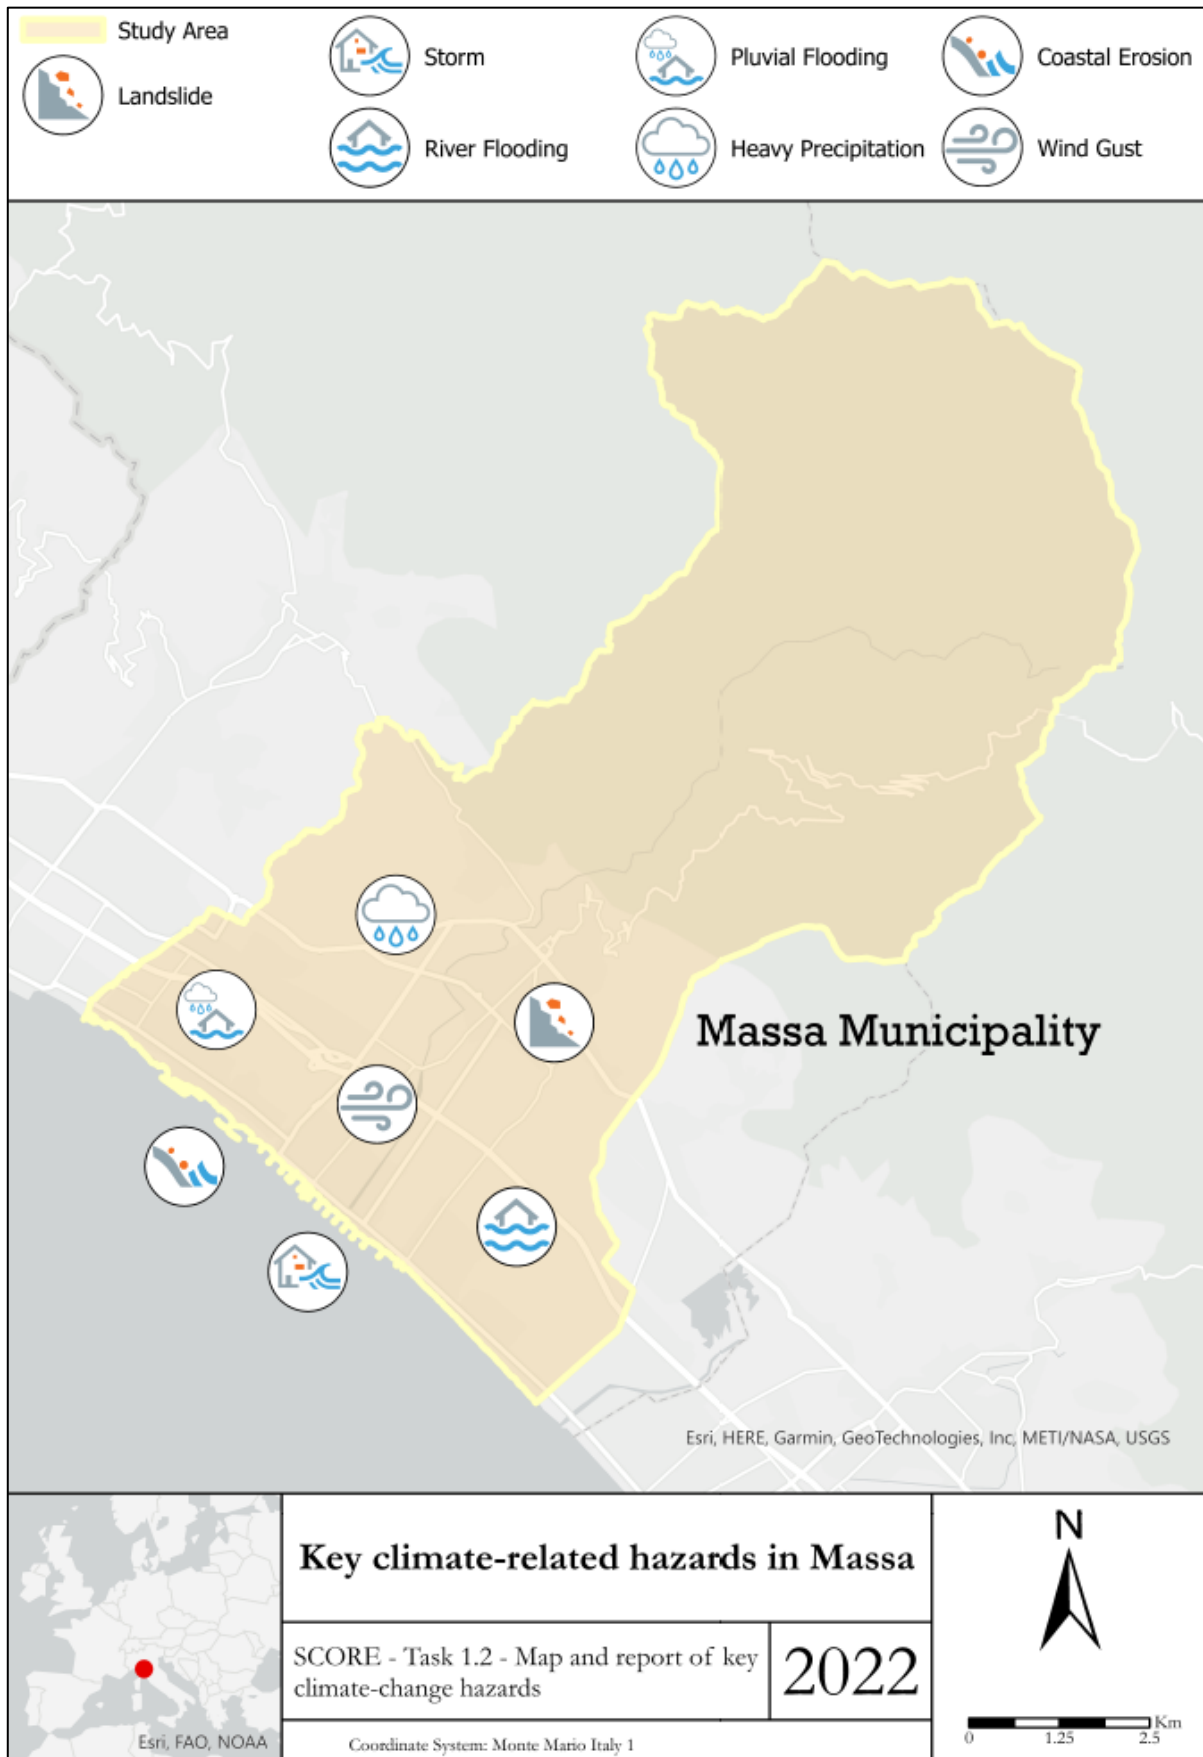 Study Area
Landslide
Storm
River Flooding
Pluvial Flooding
Heavy Precipitation
Coastal Erosion
Wind Gust
Massa Municipality
Esri, HERE, Garmin, GeoTechnologies, Inc, METI/NASA, USGS
Esri, FAO, NOAA
Key climate-related hazards in Massa
SCORE - Task 1.2 - Map and report of key
climate-change hazards
2022
Coordinate System: Monte Mario Italy 1
N
Km
0 1.25 2.5